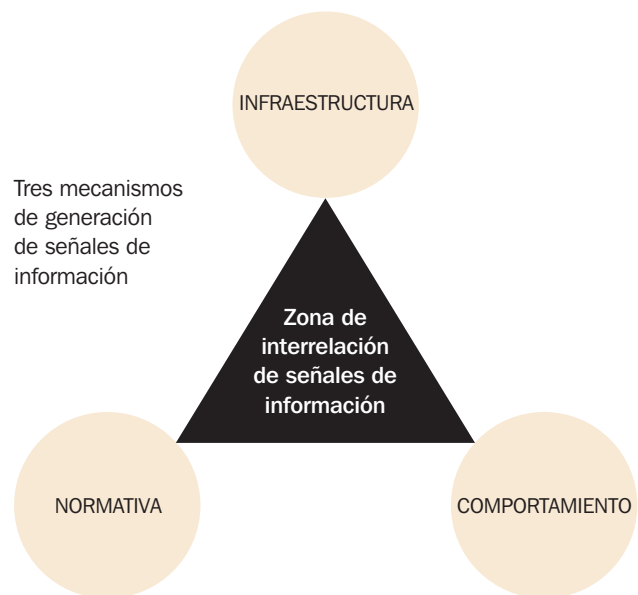 INFRAESTRUCTURA
Tres mecanismos
de generación
de señales de
información
Zona de
interrelación
de señales de
información
NORMATIVA
COMPORTAMIENTO